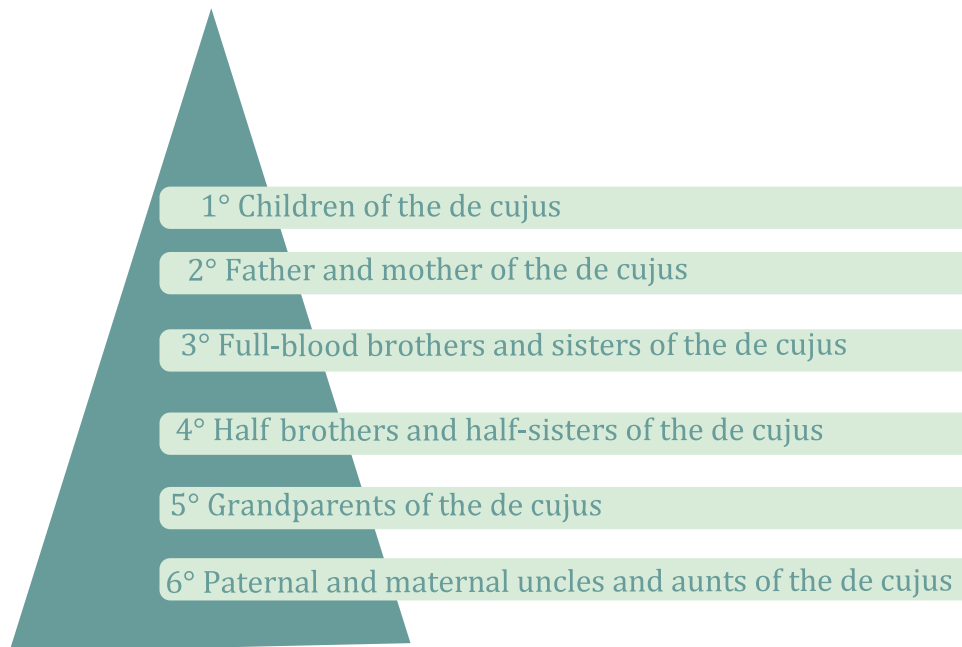 1° Children of the de cujus
2° Father and mother of the de cujus
3° Full-blood brothers and sisters of the de cujus
4° Half brothers and half-sisters of the de cujus
5° Grandparents of the de cujus
6° Paternal and maternal uncles and aunts of the de cujus